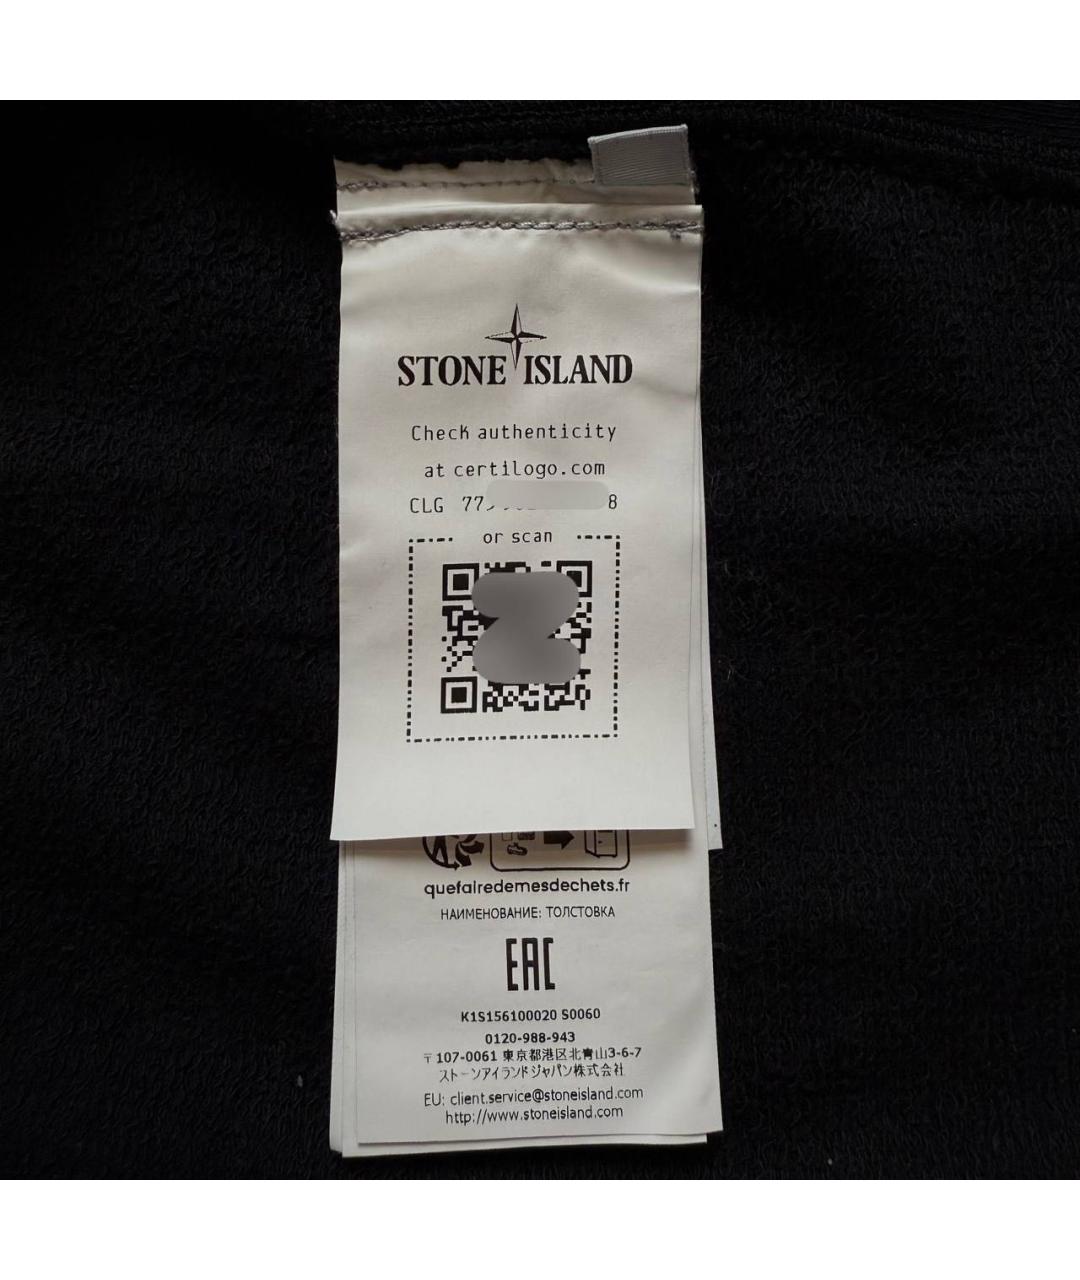 STONE ISLAND
Check authenticity
at certilogo.com
CLG 77 8
or scan
quefairedemesdechets.fr
НАИМЕНОВАНИЕ: ТОЛСТОВКА
EAC
K1S156100020 S0060
0120-988-943
〒107-0061 東京都港区北青山3-6-7
ストーンアイランドジャパン株式会社
EU: client.service@stoneisland.com
http://www.stoneisland.com